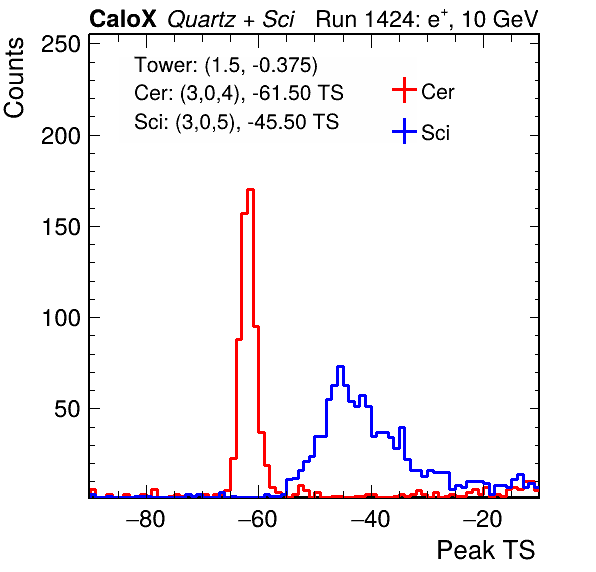 CaloX Quartz + Sci Run 1424: e⁺, 10 GeV
Counts
250
200
150
100
50
Tower: (1.5, -0.375)
Cer: (3,0,4), -61.50 TS
Sci: (3,0,5), -45.50 TS
Cer
Sci
−80 −60 −40 −20
Peak TS